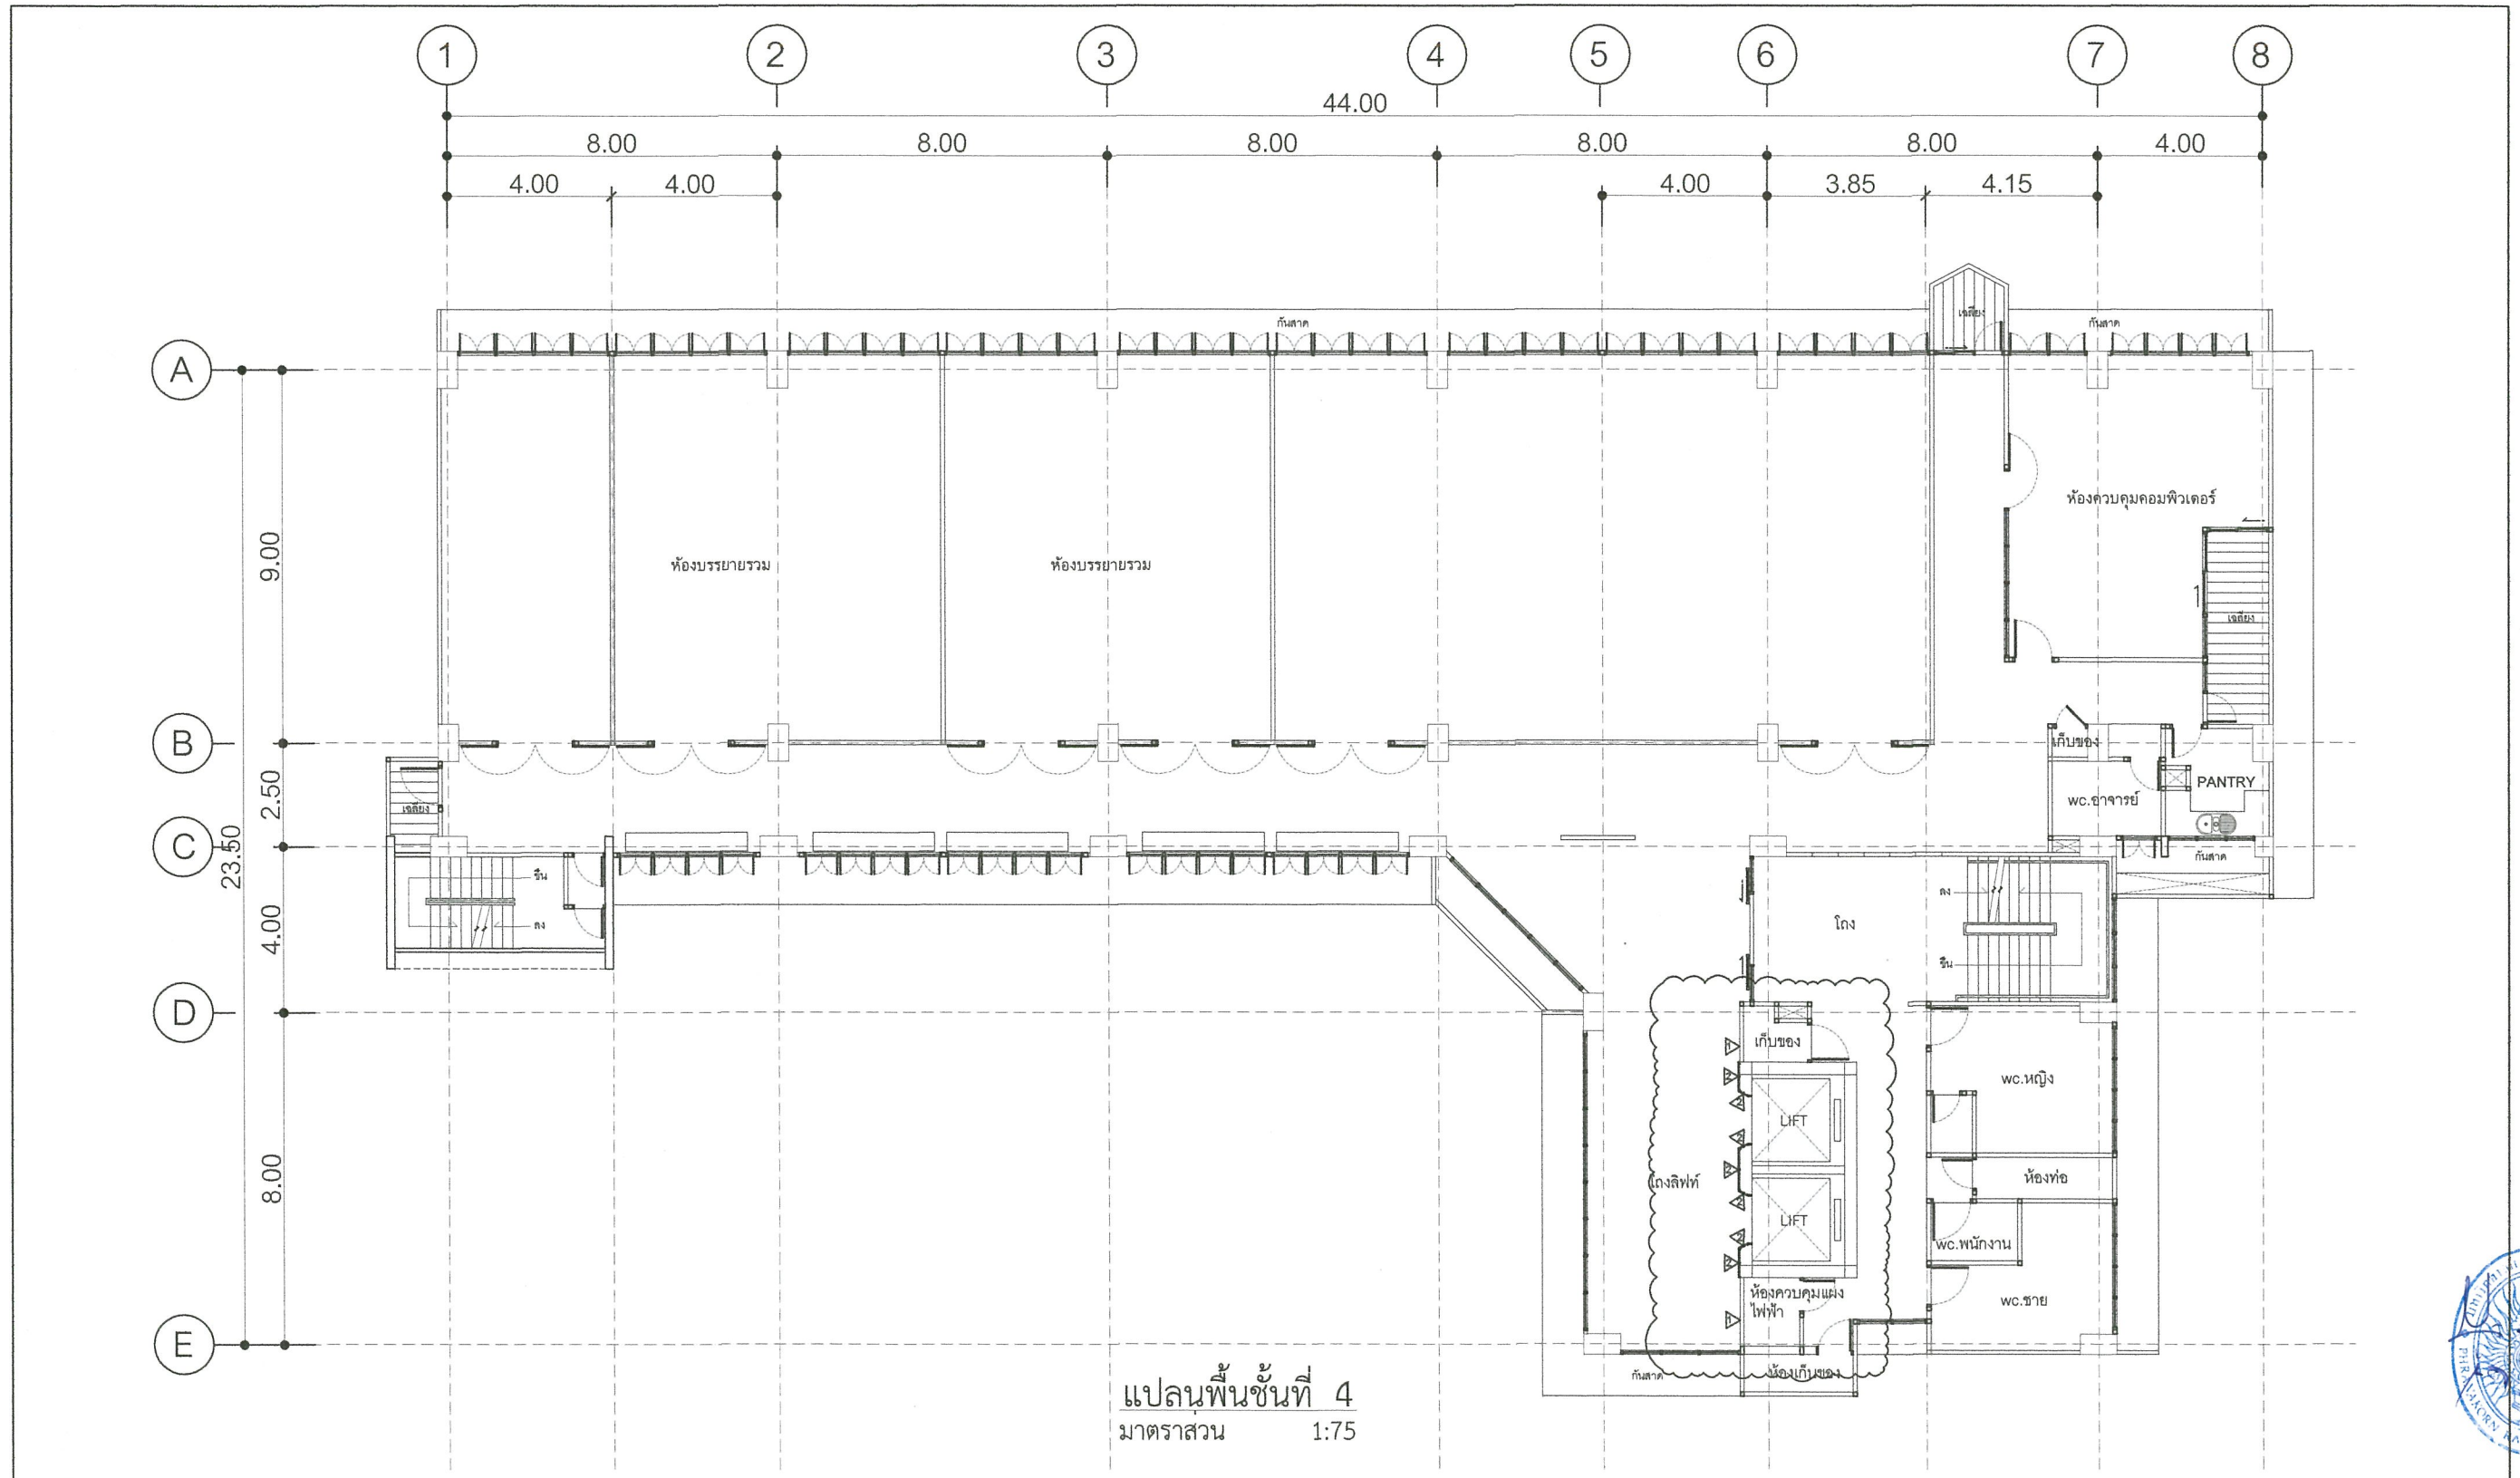 1 2 3 4 5 6 7 8
44.00
8.00 8.00 8.00 8.00 8.00 4.00
4.00 4.00 4.00 3.85 4.15
เฉลียง
กันสาด กันสาด
A
ห้องควบคุมคอมพิวเตอร์
9.00
ห้องบรรยายรวม ห้องบรรยายรวม
เฉลียง
B
เก็บของ
PANTRY
2.50
wc.อาจารย์
เฉลียง
C
23.50
กันสาด
ขึ้น
ลง
ลง
4.00
โถง
ขึ้น
D
เก็บของ
1
2
wc.หญิง
2
LIFT
2
2
ห้องท่อ
โถงลิฟท์
8.00
2
LIFT
2
wc.พนักงาน
2
ห้องควบคุมแผง
ไฟฟ้า
wc.ชาย
1
E
กันสาด
ห้องเก็บของ
แปลนพื้นชั้นที่ 4
มาตราส่วน 1:75